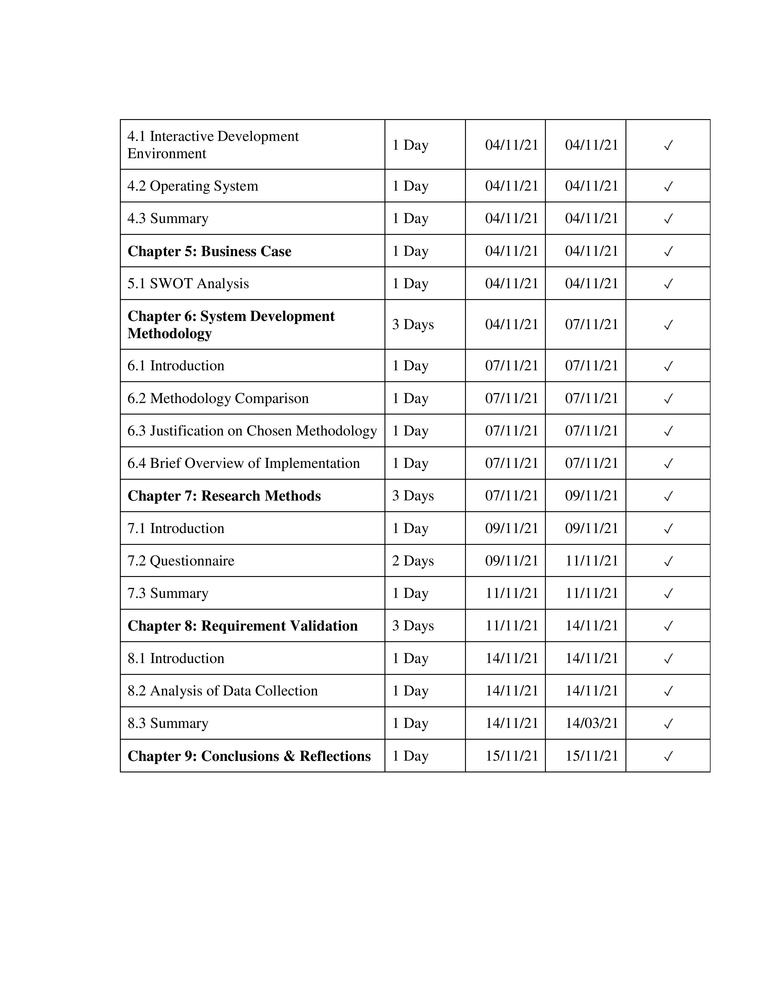 4.1 Interactive Development
Environment
1 Day 04/11/21 04/11/21 ✓
4.2 Operating System 1 Day 04/11/21 04/11/21 ✓
4.3 Summary 1 Day 04/11/21 04/11/21 ✓
Chapter 5: Business Case 1 Day 04/11/21 04/11/21 ✓
5.1 SWOT Analysis 1 Day 04/11/21 04/11/21 ✓
Chapter 6: System Development
Methodology
3 Days 04/11/21 07/11/21 ✓
6.1 Introduction 1 Day 07/11/21 07/11/21 ✓
6.2 Methodology Comparison 1 Day 07/11/21 07/11/21 ✓
6.3 Justification on Chosen Methodology 1 Day 07/11/21 07/11/21 ✓
6.4 Brief Overview of Implementation 1 Day 07/11/21 07/11/21 ✓
Chapter 7: Research Methods 3 Days 07/11/21 09/11/21 ✓
7.1 Introduction 1 Day 09/11/21 09/11/21 ✓
7.2 Questionnaire 2 Days 09/11/21 11/11/21 ✓
7.3 Summary 1 Day 11/11/21 11/11/21 ✓
Chapter 8: Requirement Validation 3 Days 11/11/21 14/11/21 ✓
8.1 Introduction 1 Day 14/11/21 14/11/21 ✓
8.2 Analysis of Data Collection 1 Day 14/11/21 14/11/21 ✓
8.3 Summary 1 Day 14/11/21 14/03/21 ✓
Chapter 9: Conclusions & Reflections 1 Day 15/11/21 15/11/21 ✓